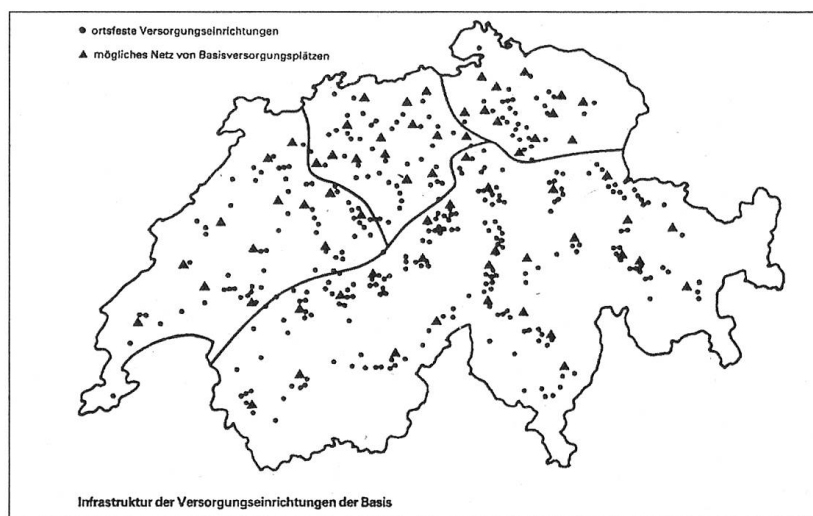 ortsfeste Versorgungseinrichtungen
mögliches Netz von Basisversorgungsplätzen
Infrastruktur der Versorgungseinrichtungen der Basis